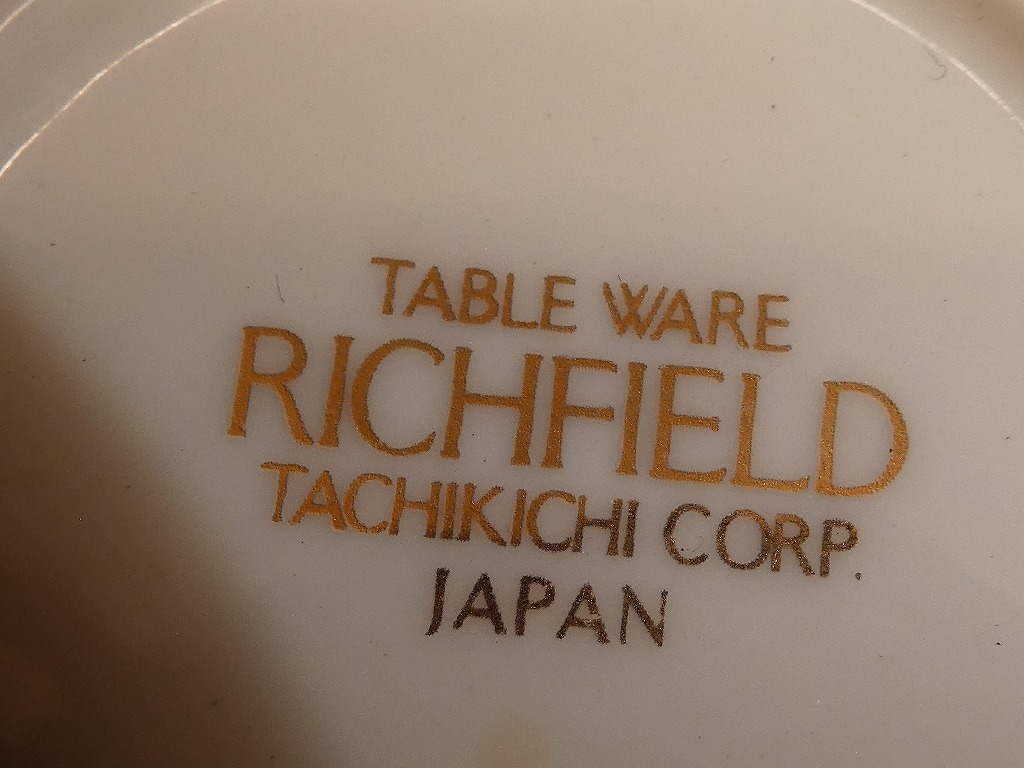 TABLE WARE
RICHFIELD
TACHIKICHI CORP.
JAPAN